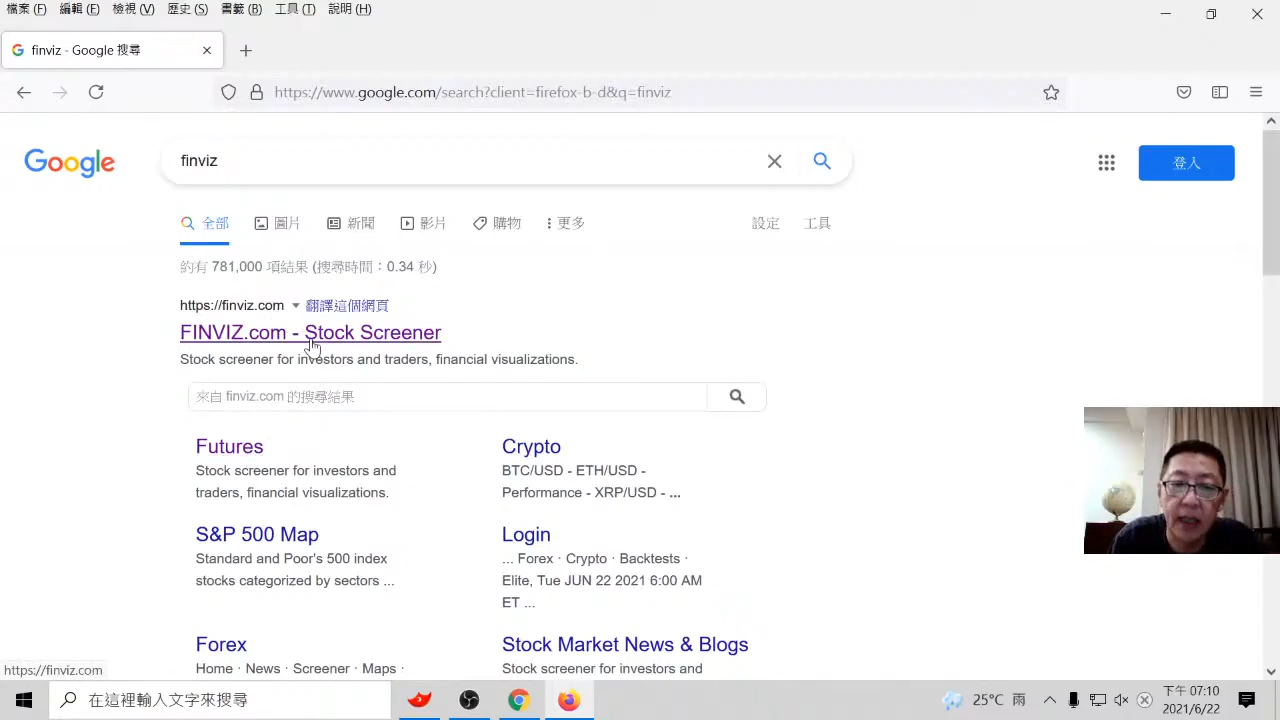 檔案 (F) 編輯 (E) 檢視 (V) 歷史 (S) 書籤 (B) 工具 (T) 說明 (H)
finviz - Google 搜尋
https://www.google.com/search?client=firefox-b-d&q=finviz
Google
finviz
登入
全部 圖片 新聞 影片 購物 更多 設定 工具
約有 781,000 項結果 (搜尋時間：0.34 秒)
https://finviz.com 翻譯這個網頁
FINVIZ.com - Stock Screener
Stock screener for investors and traders, financial visualizations.
來自 finviz.com 的搜尋結果
Futures
Stock screener for investors and
traders, financial visualizations.
Crypto
BTC/USD - ETH/USD -
Performance - XRP/USD - ...
S&P 500 Map
Standard and Poor's 500 index
stocks categorized by sectors ...
Login
... Forex · Crypto · Backtests ·
Elite, Tue JUN 22 2021 6:00 AM
ET ...
Forex
Home · News · Screener · Maps ·
Stock Market News & Blogs
Stock screener for investors and
https://finviz.com
在這裡輸入文字來搜尋
25°C 雨
下午 07:10
2021/6/22